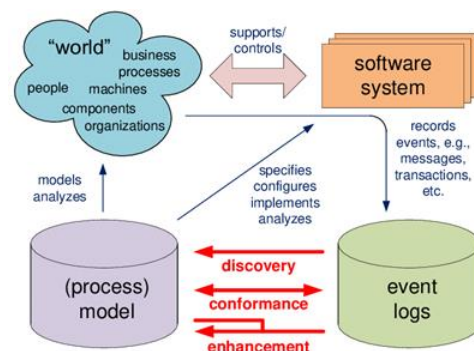 “world”
business
processes
people
machines
components
organizations
supports/
controls
software
system
models
analyzes
specifies
configures
implements
analyzes
records
events, e.g.,
messages,
transactions,
etc.
(process)
model
discovery
conformance
enhancement
event
logs